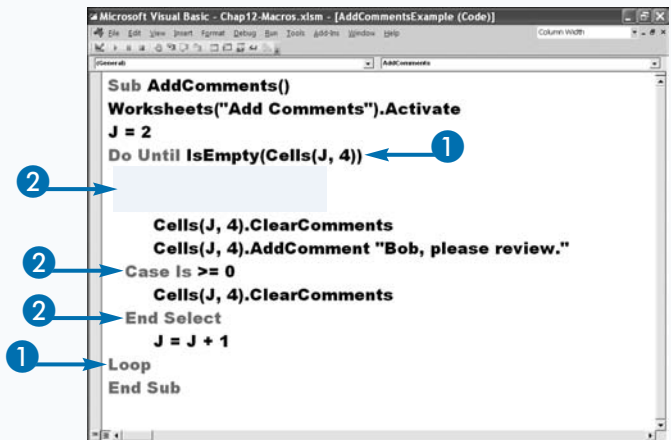 Microsoft Visual Basic - Chap12-Macros.xlsm - [AddCommentsExample (Code)]
File Edit View Insert Format Debug Run Tools Add-Ins Window Help
Column Width
(General)
AddComments
Sub AddComments()
Worksheets("Add Comments").Activate
J = 2
Do Until IsEmpty(Cells(J, 4))
1
2
Cells(J, 4).ClearComments
Cells(J, 4).AddComment "Bob, please review."
2
Case Is >= 0
Cells(J, 4).ClearComments
2
End Select
J = J + 1
1
Loop
End Sub